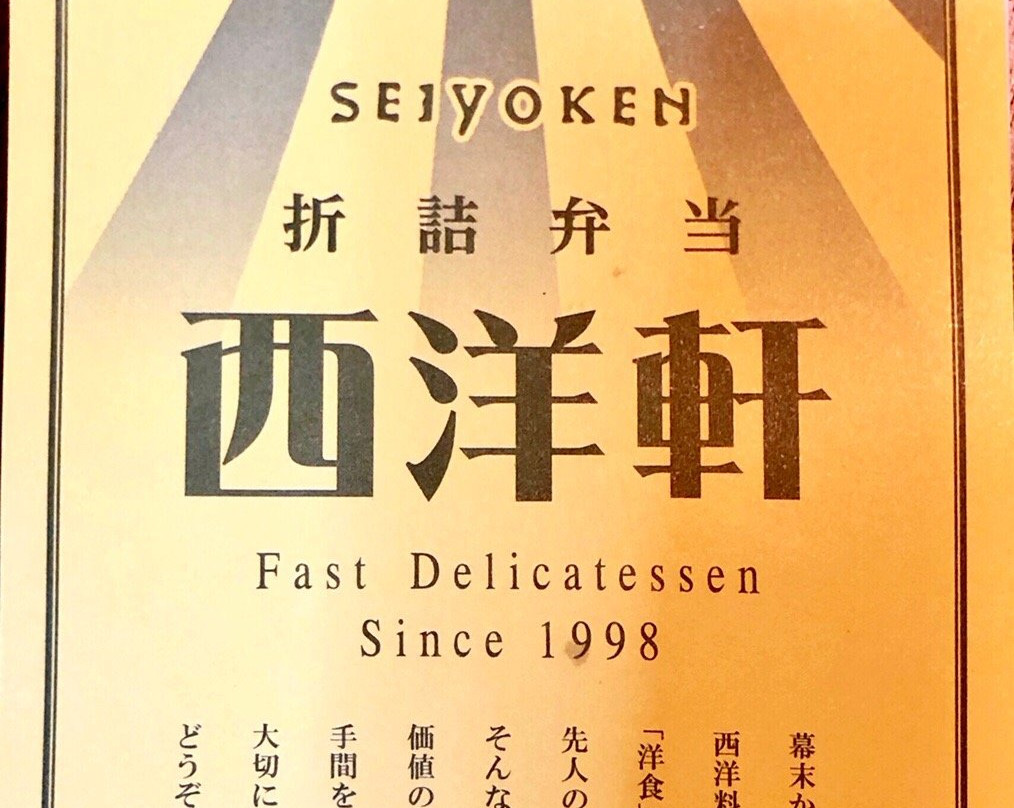 SEIYOKEN
折詰弁当
西洋軒
Fast Delicatessen
Since 1998
幕末か
西洋料
「洋食」
先人の
そんな
価値の
手間を
大切に
どうぞ